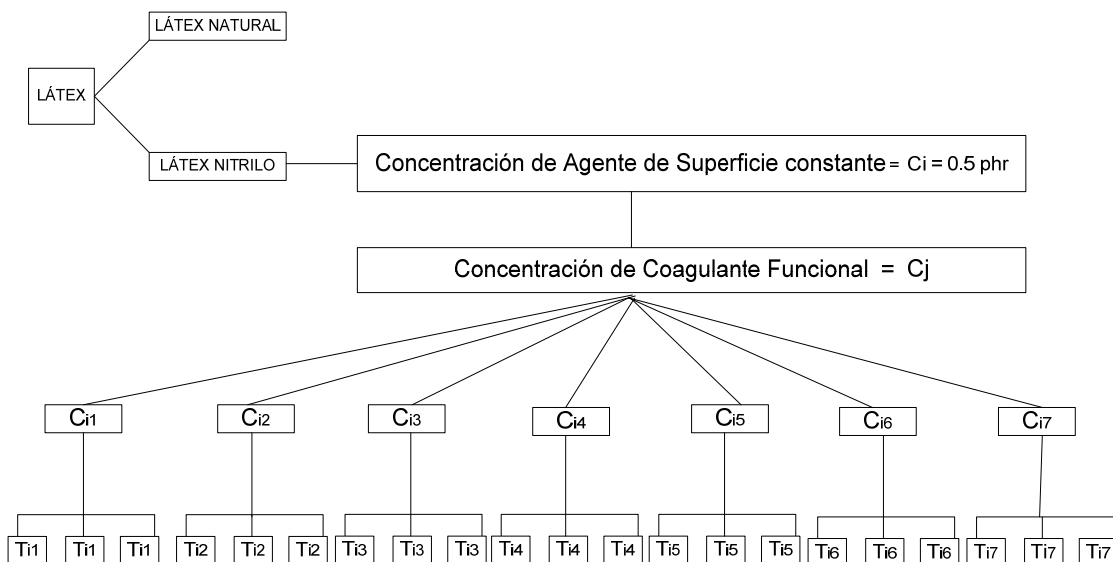 LÁTEX NATURAL
LÁTEX
LÁTEX NITRILO
Concentración de Agente de Superficie constante = Ci = 0.5 phr
Concentración de Coagulante Funcional = Cj
Ci1 Ci2 Ci3 Ci4 Ci5 Ci6 Ci7
Ti1 Ti1 Ti1 Ti2 Ti2 Ti2 Ti3 Ti3 Ti3 Ti4 Ti4 Ti4 Ti5 Ti5 Ti5 Ti6 Ti6 Ti6 Ti7 Ti7 Ti7